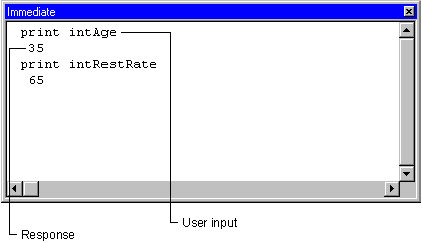 Immediate
print intAge
35
print intRestRate
65
User input
Response